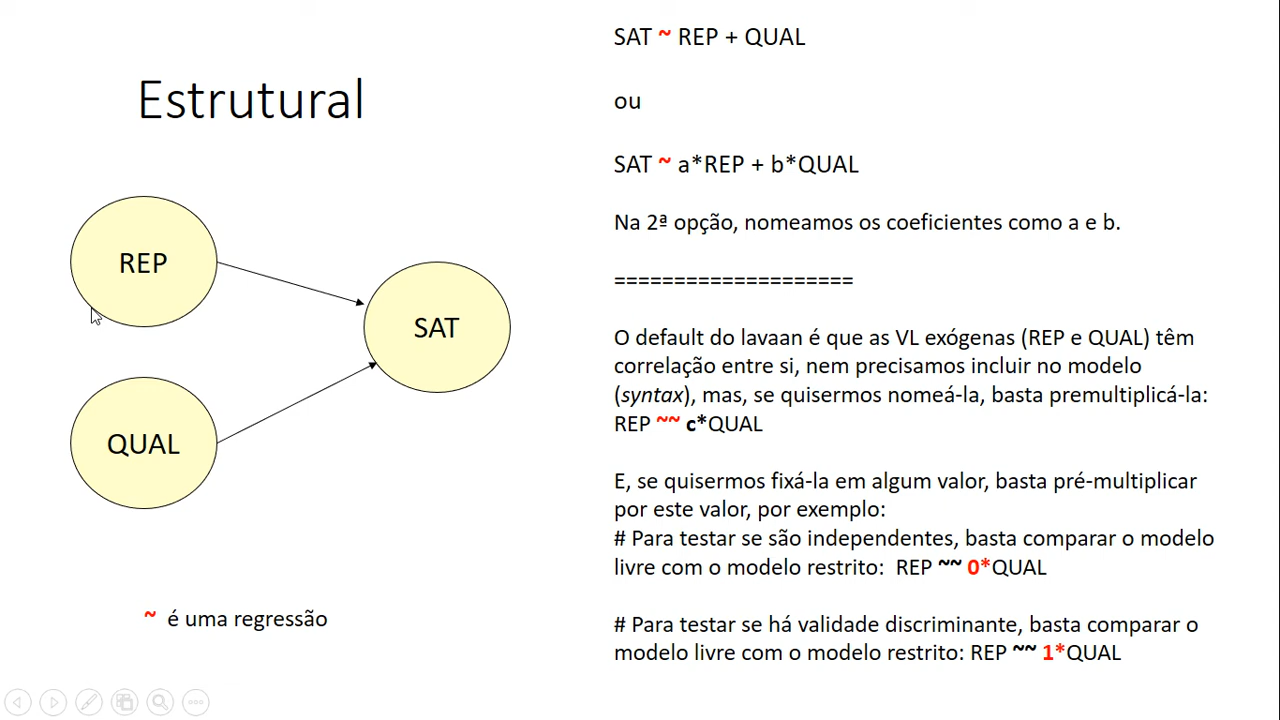 Estrutural
REP
QUAL
SAT
~ é uma regressão
SAT ~ REP + QUAL
ou
SAT ~ a*REP + b*QUAL
Na 2ª opção, nomeamos os coeficientes como a e b.
====================
O default do lavaan é que as VL exógenas (REP e QUAL) têm
correlação entre si, nem precisamos incluir no modelo
(syntax), mas, se quisermos nomeá-la, basta premultiplicá-la:
REP ~~ c*QUAL
E, se quisermos fixá-la em algum valor, basta pré-multiplicar
por este valor, por exemplo:
# Para testar se são independentes, basta comparar o modelo
livre com o modelo restrito: REP ~~ 0*QUAL
# Para testar se há validade discriminante, basta comparar o
modelo livre com o modelo restrito: REP ~~ 1*QUAL